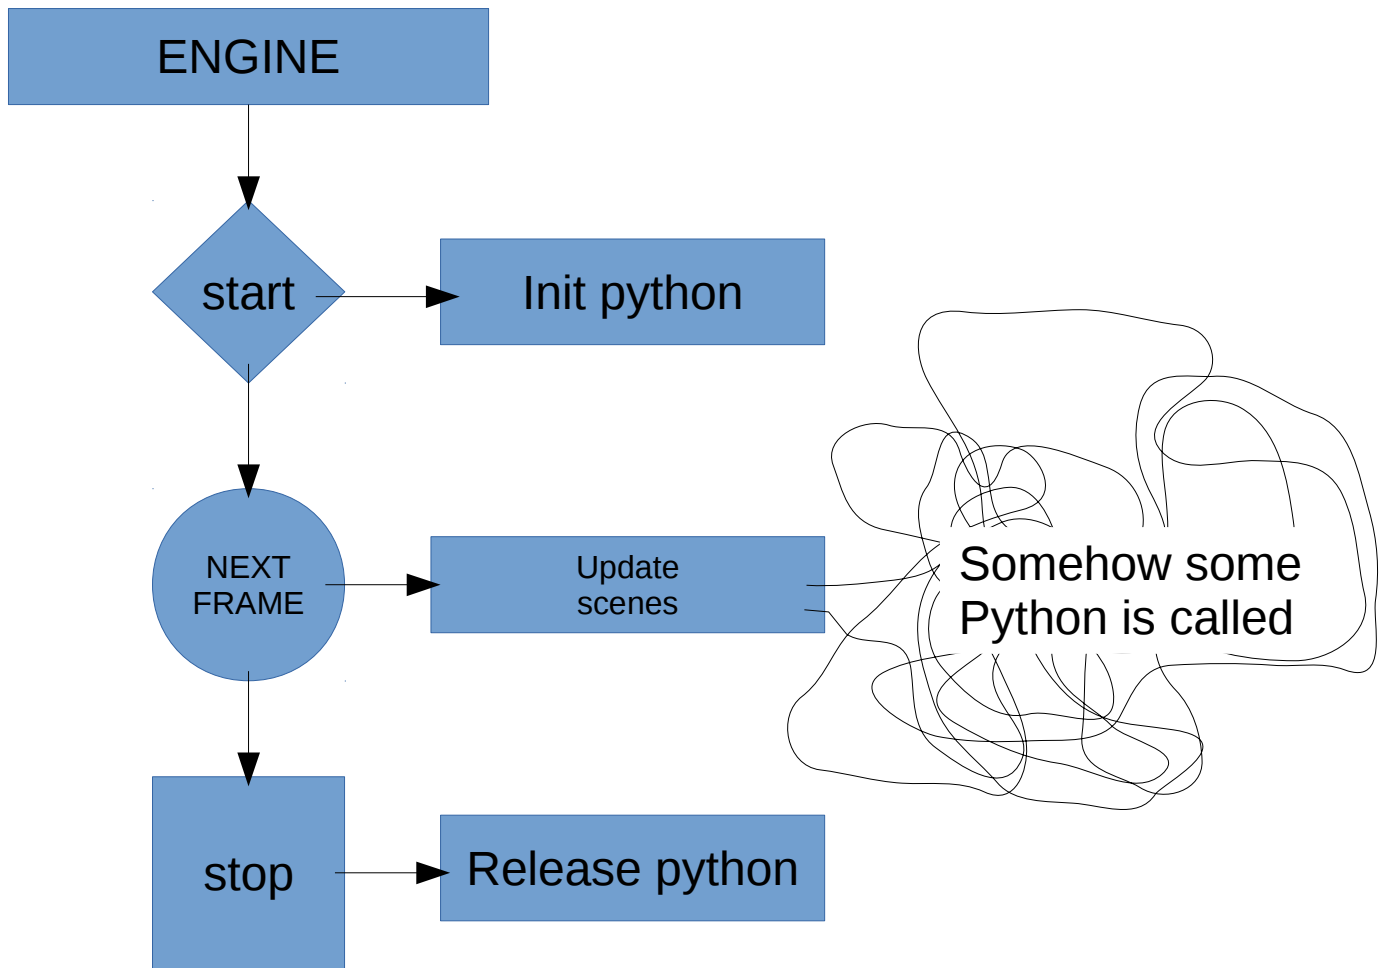 ENGINE
start
Init python
NEXT
FRAME
Update
scenes
Somehow some
Python is called
stop
Release python